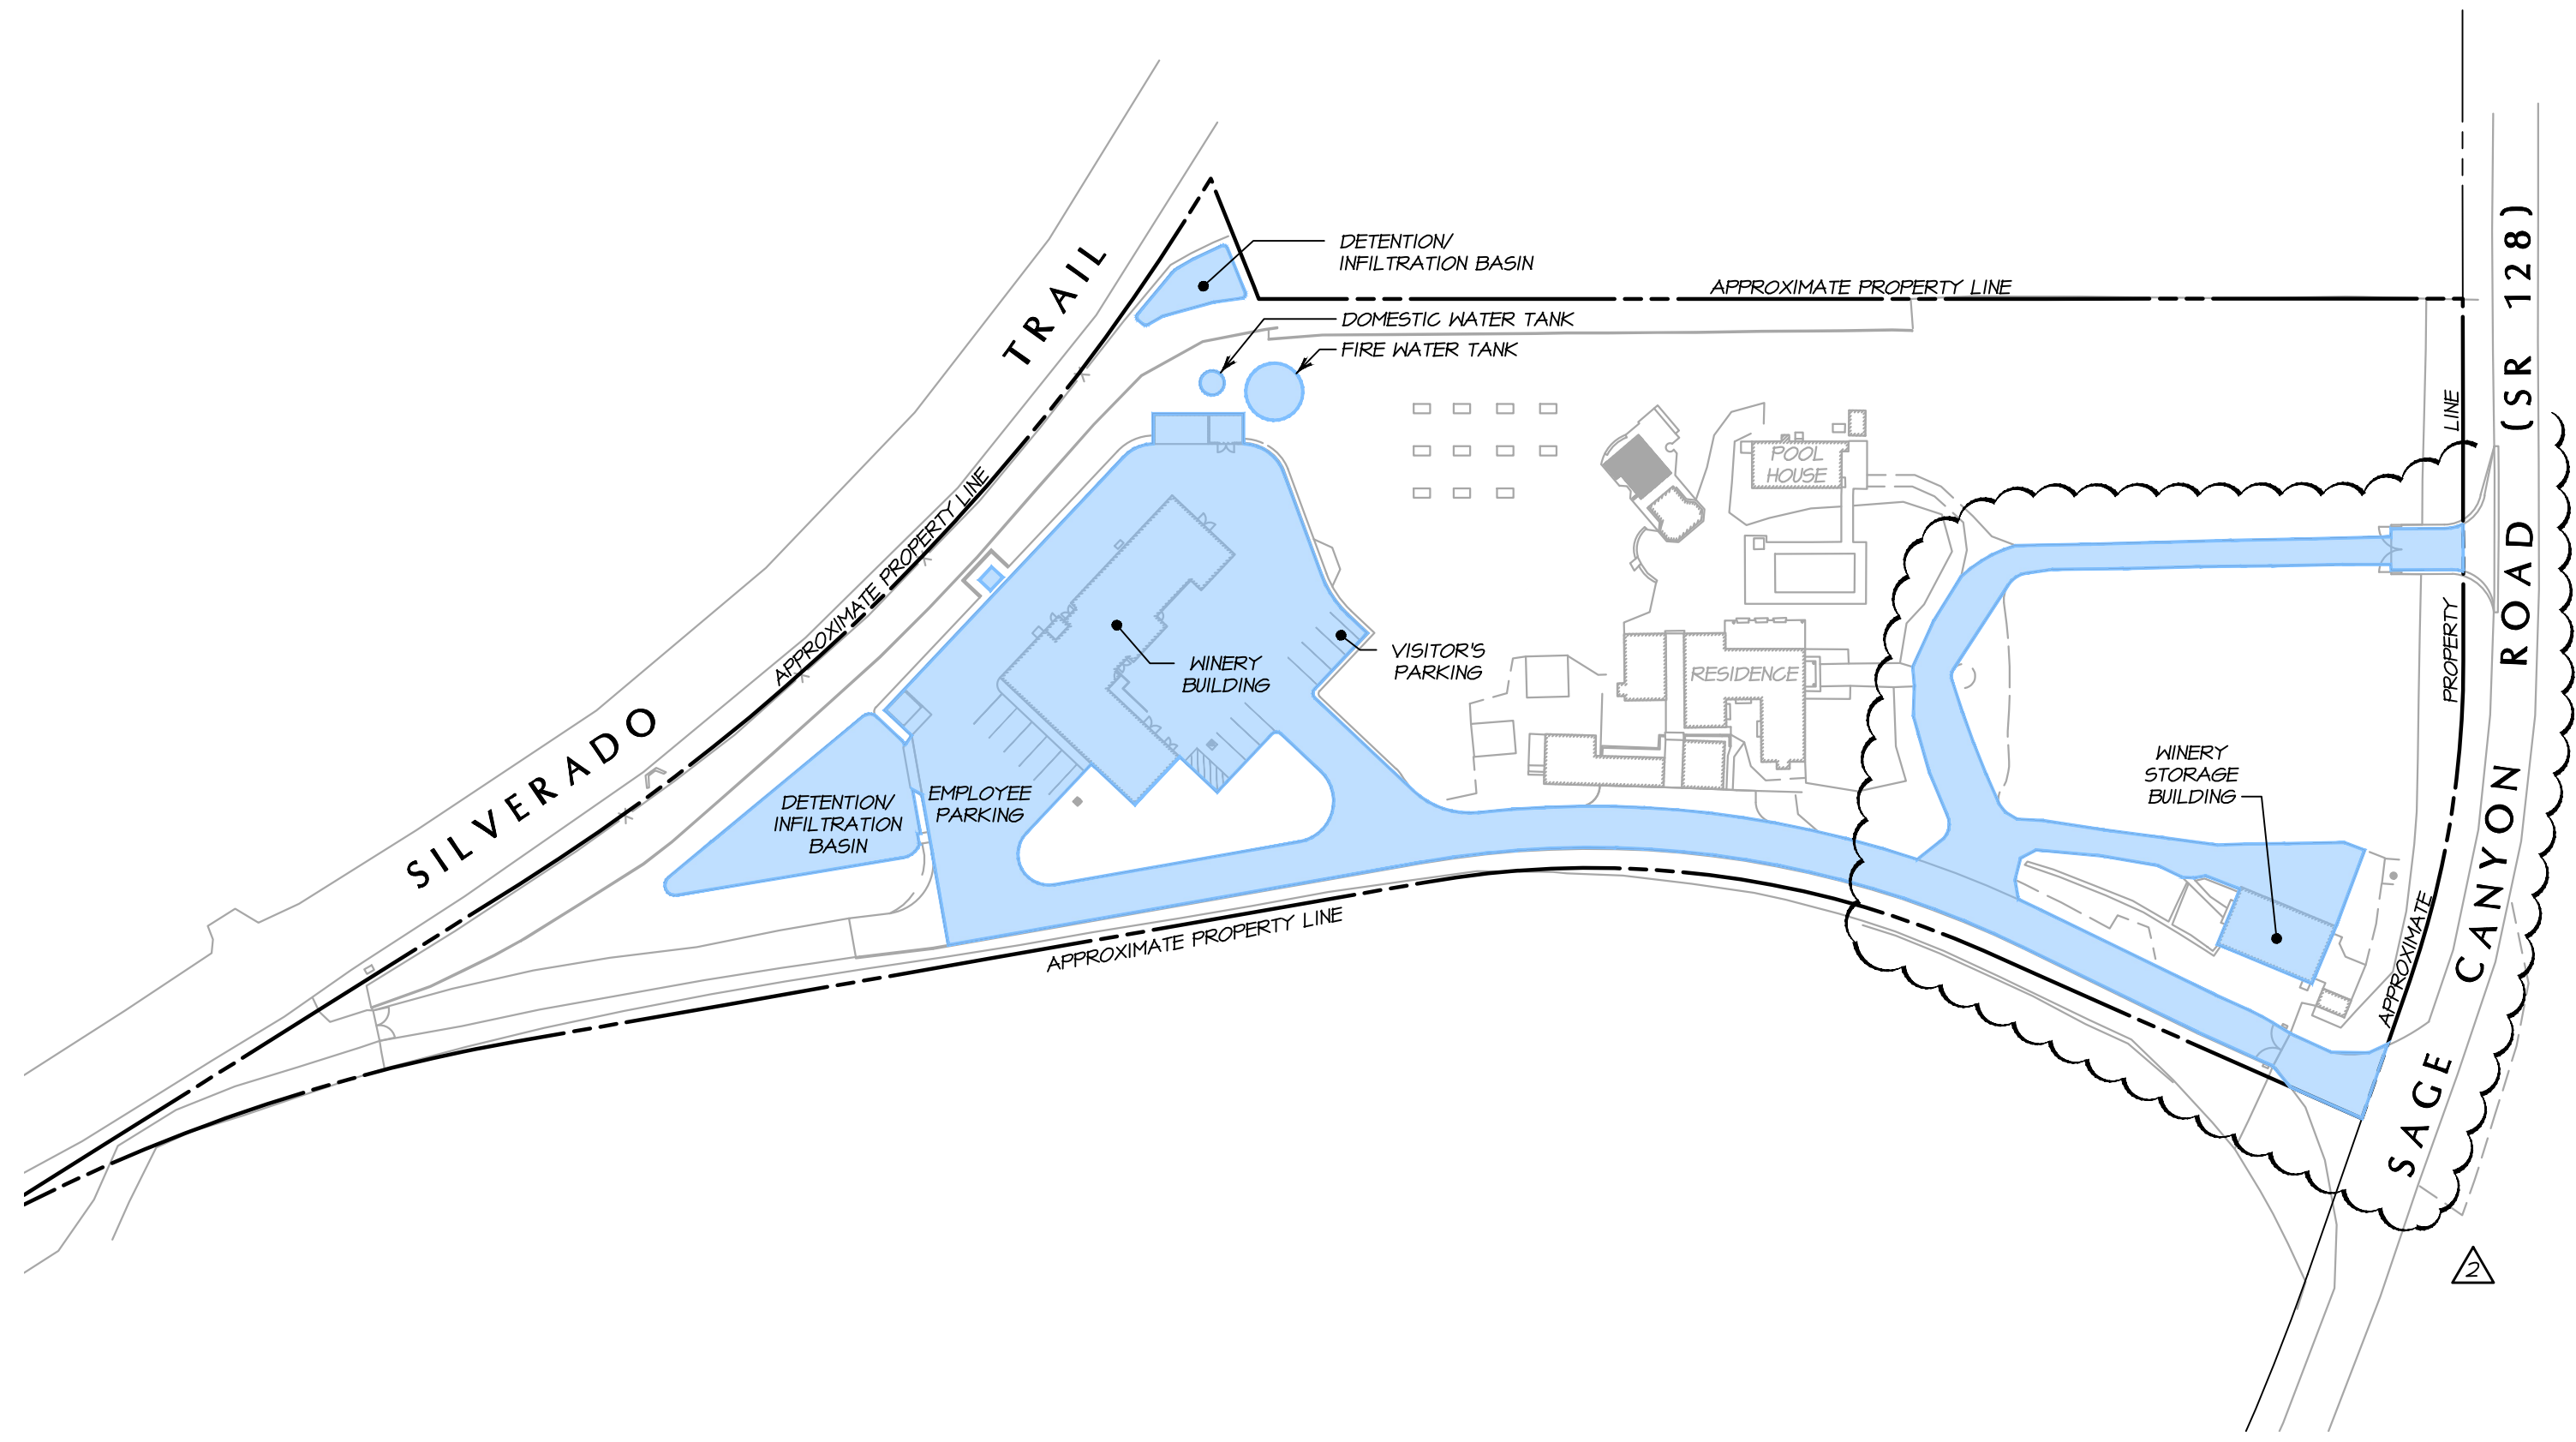 DETENTION/
INFILTRATION BASIN
APPROXIMATE PROPERTY LINE
DOMESTIC WATER TANK
FIRE WATER TANK
SILVERADO TRAIL
APPROXIMATE PROPERTY LINE
POOL
HOUSE
WINERY
BUILDING
VISITOR'S
PARKING
RESIDENCE
EMPLOYEE
PARKING
DETENTION/
INFILTRATION
BASIN
WINERY
STORAGE
BUILDING
APPROXIMATE PROPERTY LINE
APPROXIMATE PROPERTY LINE
SAGE CANYON ROAD (SR 128)
2